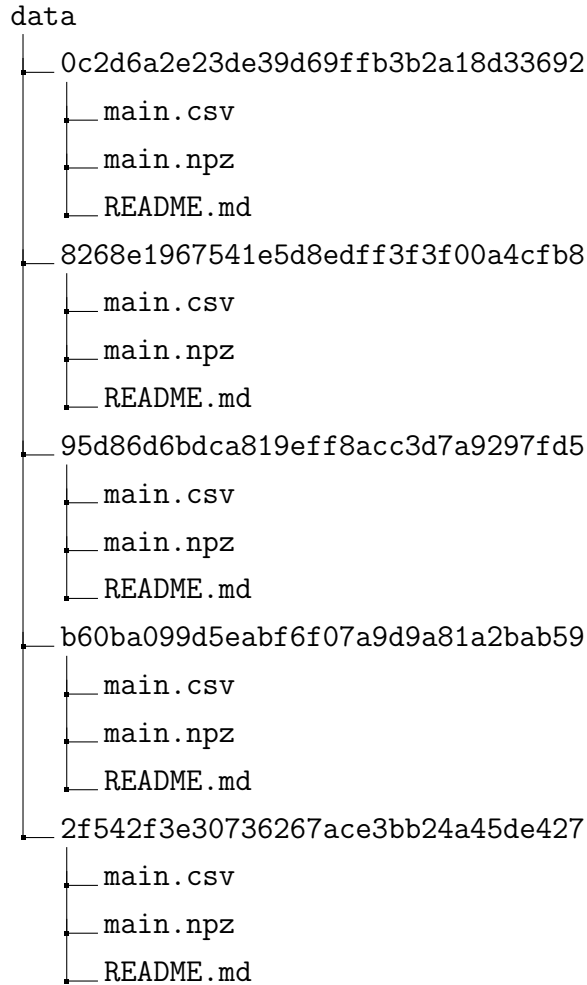 data
0c2d6a2e23de39d69ffb3b2a18d33692
main.csv
main.npz
README.md
8268e1967541e5d8edff3f3f00a4cfb8
main.csv
main.npz
README.md
95d86d6bdca819eff8acc3d7a9297fd5
main.csv
main.npz
README.md
b60ba099d5eabf6f07a9d9a81a2bab59
main.csv
main.npz
README.md
2f542f3e30736267ace3bb24a45de427
main.csv
main.npz
README.md